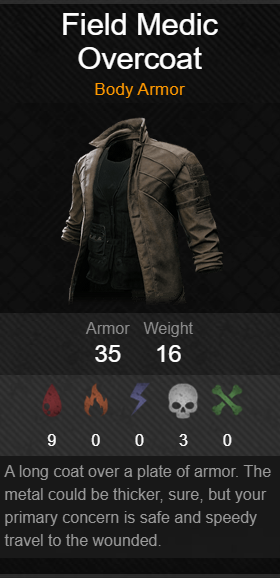 Field Medic
Overcoat
Body Armor
Armor Weight
35 16
9 0 0 3 0
A long coat over a plate of armor. The
metal could be thicker, sure, but your
primary concern is safe and speedy
travel to the wounded.